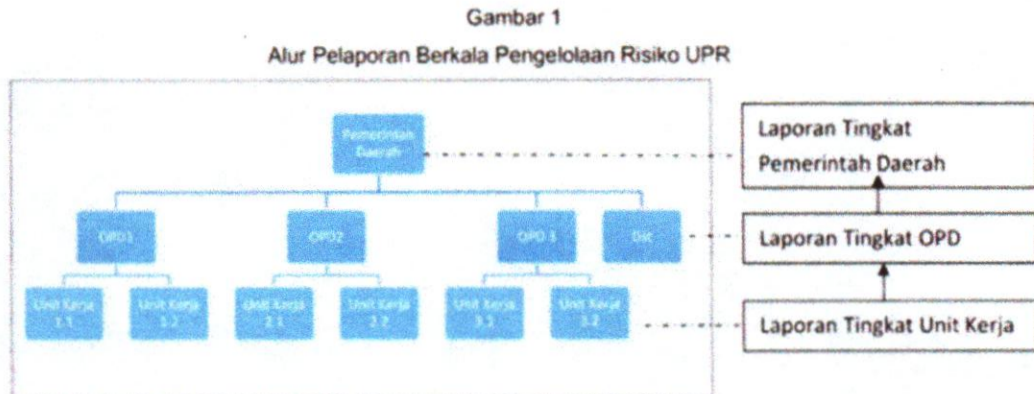 Gambar 1
Alur Pelaporan Berkala Pengelolaan Risiko UPR
Pemerintah
Daerah
Laporan Tingkat
Pemerintah Daerah
OPD1
OPD2
OPD 3
Dst
Laporan Tingkat OPD
Unit Kerja
1.1
Unit Kerja
1.2
Unit Kerja
2.1
Unit Kerja
2.2
Unit Kerja
3.1
Unit Kerja
3.2
Laporan Tingkat Unit Kerja